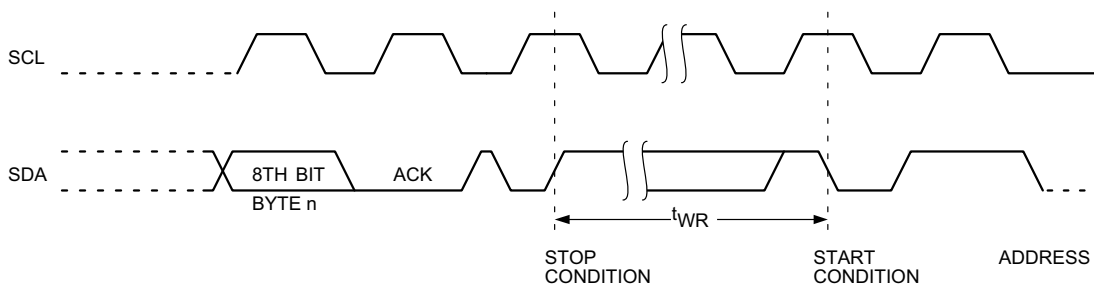 SCL
SDA
8TH BIT
ACK
BYTE n
tWR
STOP
CONDITION
START
CONDITION
ADDRESS